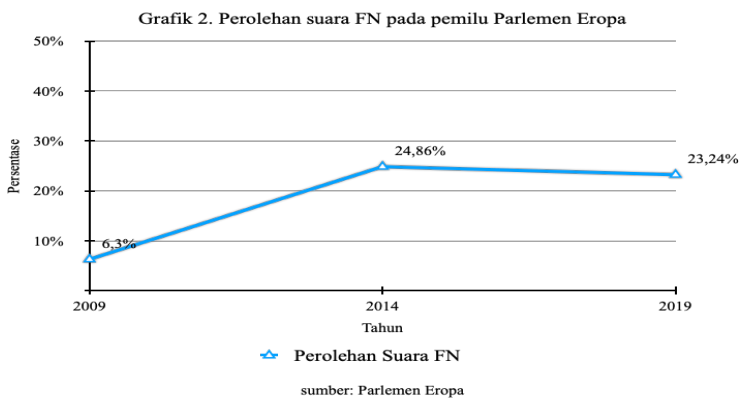 Grafik 2. Perolehan suara FN pada pemilu Parlemen Eropa
50%
40%
30%
20%
10%
Persentase
24,86%
23,24%
6,3%
2009
2014
2019
Tahun
Perolehan Suara FN
sumber: Parlemen Eropa